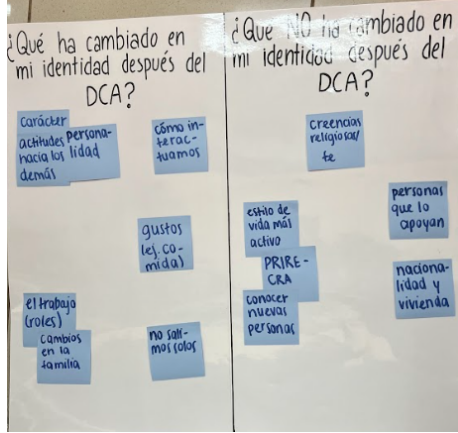 ¿Qué ha cambiado en
mi identidad después del
DCA?
carácter
actitudes
hacia los
demás
persona-
lidad
cómo in-
terac-
tuamos
gustos
(ej. co-
mida)
el trabajo
(roles)
cambios
en la
familia
no sali-
mos solos
¿Que NO ha cambiado en
mi identidad después del
DCA?
creencias
religiosas/
fe
estilo de
vida más
activo
PRIRE-
CRA
conocer
nuevas
personas
personas
que lo
apoyan
naciona-
lidad y
vivienda